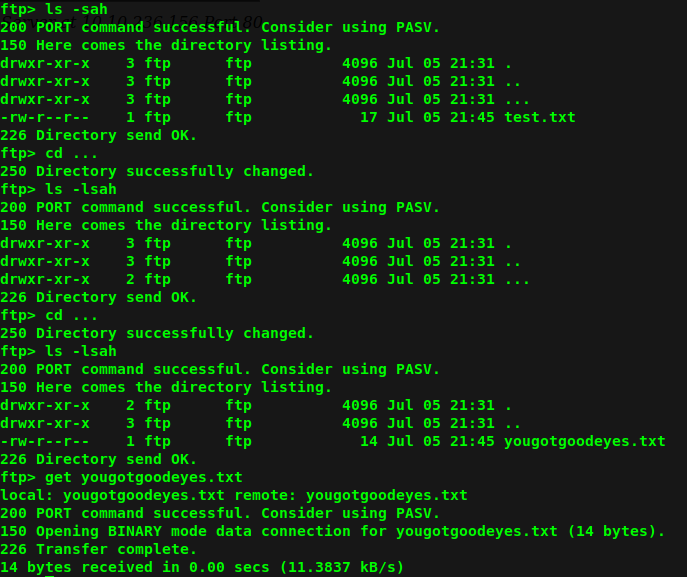 ftp> ls -sah
200 PORT command successful. Consider using PASV.
150 Here comes the directory listing.
drwxr-xr-x    3 ftp      ftp          4096 Jul 05 21:31 .
drwxr-xr-x    3 ftp      ftp          4096 Jul 05 21:31 ..
drwxr-xr-x    3 ftp      ftp          4096 Jul 05 21:31 ...
-rw-r--r--    1 ftp      ftp            17 Jul 05 21:45 test.txt
226 Directory send OK.
ftp> cd ...
250 Directory successfully changed.
ftp> ls -lsah
200 PORT command successful. Consider using PASV.
150 Here comes the directory listing.
drwxr-xr-x    3 ftp      ftp          4096 Jul 05 21:31 .
drwxr-xr-x    3 ftp      ftp          4096 Jul 05 21:31 ..
drwxr-xr-x    2 ftp      ftp          4096 Jul 05 21:31 ...
226 Directory send OK.
ftp> cd ...
250 Directory successfully changed.
ftp> ls -lsah
200 PORT command successful. Consider using PASV.
150 Here comes the directory listing.
drwxr-xr-x    2 ftp      ftp          4096 Jul 05 21:31 .
drwxr-xr-x    3 ftp      ftp          4096 Jul 05 21:31 ..
-rw-r--r--    1 ftp      ftp            14 Jul 05 21:45 yougotgoodeyes.txt
226 Directory send OK.
ftp> get yougotgoodeyes.txt
local: yougotgoodeyes.txt remote: yougotgoodeyes.txt
200 PORT command successful. Consider using PASV.
150 Opening BINARY mode data connection for yougotgoodeyes.txt (14 bytes).
226 Transfer complete.
14 bytes received in 0.00 secs (11.3837 kB/s)